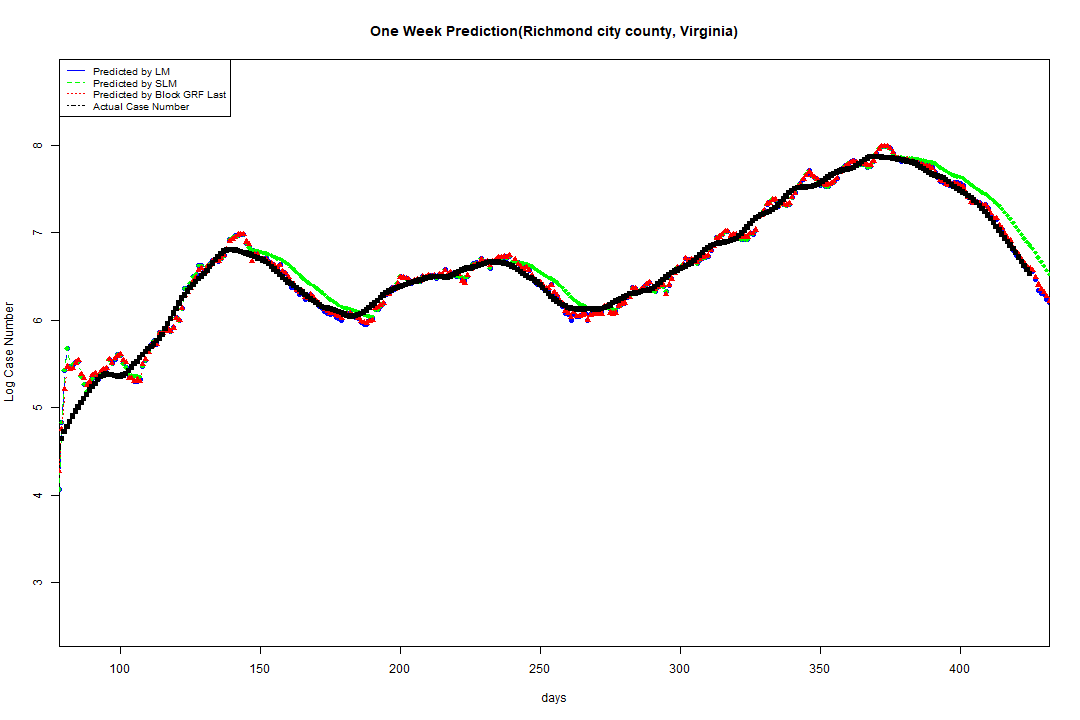 One Week Prediction(Richmond city county, Virginia)
Predicted by LM
Predicted by SLM
Predicted by Block GRF Last
Actual Case Number
8
7
6
5
4
3
Log Case Number
100 150 200 250 300 350 400
days